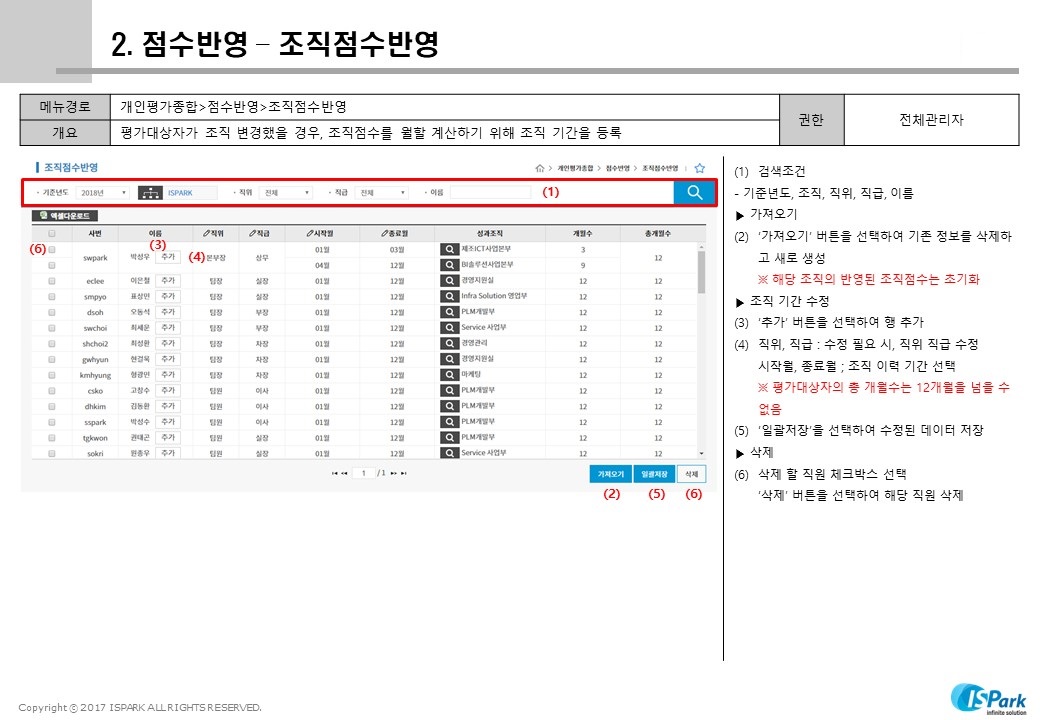 2. 점수반영 – 조직점수반영
메뉴경로 개인평가종합>점수반영>조직점수반영 권한 전체관리자
개요 평가대상자가 조직 변경했을 경우, 조직점수를 월할 계산하기 위해 조직 기간을 등록
조직점수반영 > 개인평가종합 > 점수반영 > 조직점수반영
· 기준년도 2018년 ISPARK · 직위 전체 · 직급 전체 · 이름 (1)
엑셀다운로드
사번 이름 직위 직급 시작월 종료월 성과조직 개월수 총개월수
(6) (3) (4)
swpark 박성우 추가 본부장 상무 01월 03월 제조ICT사업본부 3 12
04월 12월 BI솔루션사업본부 9
eclee 이은철 추가 팀장 실장 01월 12월 경영지원실 12 12
smpyo 표성민 추가 팀장 실장 01월 12월 Infra Solution 영업부 12 12
dsoh 오동석 추가 팀장 부장 01월 12월 PLM개발부 12 12
swchoi 최세운 추가 팀장 부장 01월 12월 Service 사업부 12 12
shchoi2 최성환 추가 팀장 차장 01월 12월 경영관리 12 12
gwhyun 현걸욱 추가 팀장 차장 01월 12월 경영지원실 12 12
kmhyung 형광민 추가 팀장 차장 01월 12월 마케팅 12 12
csko 고창수 추가 팀원 이사 01월 12월 PLM개발부 12 12
dhkim 김동환 추가 팀원 이사 01월 12월 PLM개발부 12 12
sspark 박성수 추가 팀원 이사 01월 12월 PLM개발부 12 12
tgkwon 권태곤 추가 팀원 실장 01월 12월 PLM개발부 12 12
sokri 원종우 추가 팀원 실장 01월 12월 Service 사업부 12 12
1 / 1
가져오기 일괄저장 삭제
(2) (5) (6)
(1) 검색조건
- 기준년도, 조직, 직위, 직급, 이름
▶ 가져오기
(2) ‘가져오기’ 버튼을 선택하여 기존 정보를 삭제하
고 새로 생성
※ 해당 조직의 반영된 조직점수는 초기화
▶ 조직 기간 수정
(3) ‘추가’ 버튼을 선택하여 행 추가
(4) 직위, 직급 : 수정 필요 시, 직위 직급 수정
시작월, 종료월 ; 조직 이력 기간 선택
※ 평가대상자의 총 개월수는 12개월을 넘을 수
없음
(5) ‘일괄저장’을 선택하여 수정된 데이터 저장
▶ 삭제
(6) 삭제 할 직원 체크박스 선택
‘삭제’ 버튼을 선택하여 해당 직원 삭제
Copyright ⓒ 2017 ISPARK ALL RIGHTS RESERVED.
ISPark
infinite solution